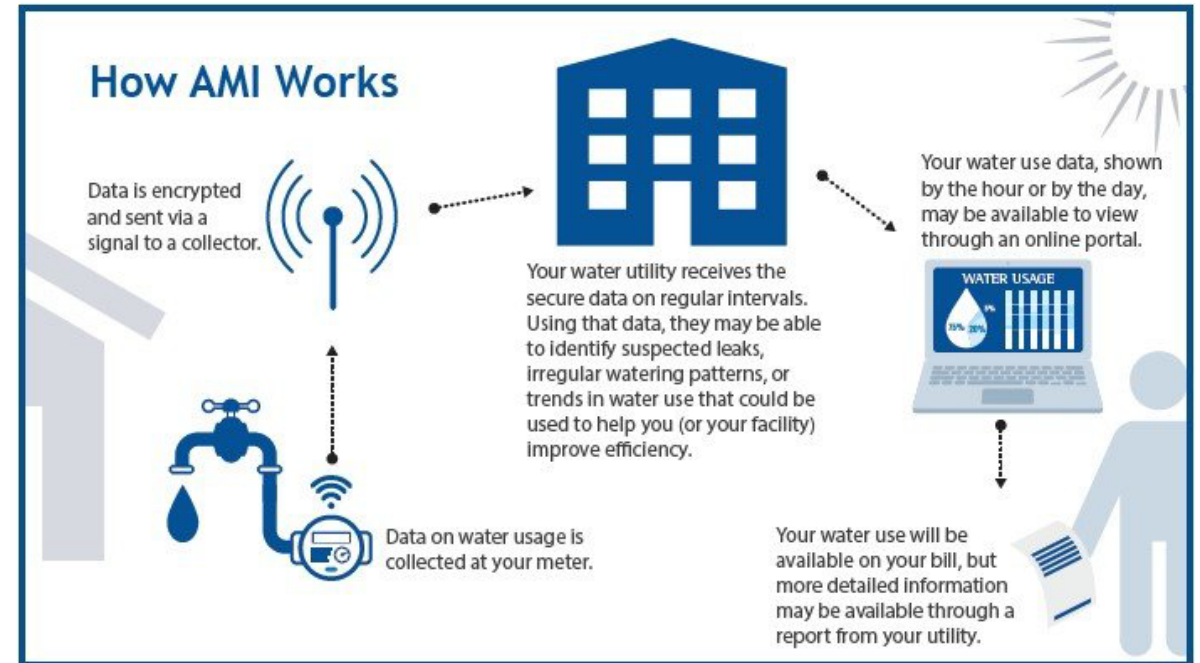 How AMI Works
Data is encrypted
and sent via a
signal to a collector.
Data on water usage is
collected at your meter.
Your water utility receives the
secure data on regular intervals.
Using that data, they may be able
to identify suspected leaks,
irregular watering patterns, or
trends in water use that could be
used to help you (or your facility)
improve efficiency.
Your water use data, shown
by the hour or by the day,
may be available to view
through an online portal.
WATER USAGE
20%
Your water use will be
available on your bill, but
more detailed information
may be available through a
report from your utility.